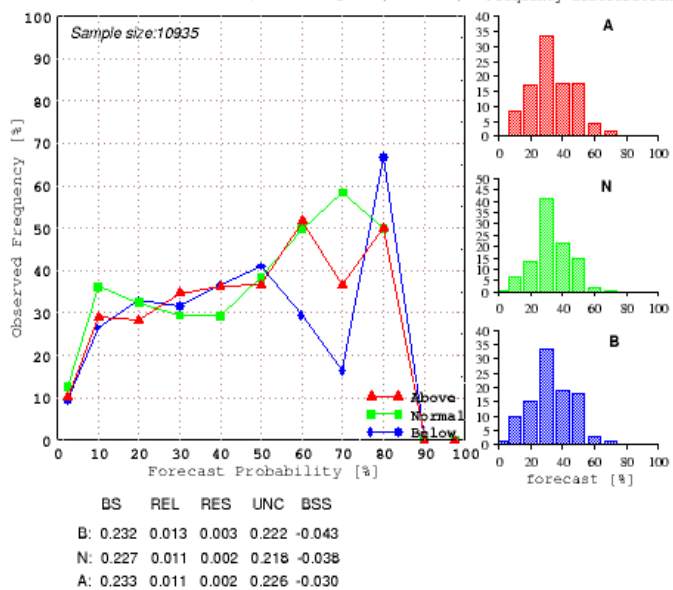 Sample size:10935
100
90
80
70
60
50
40
30
20
10
0
Observed Frequency [%]
0 10 20 30 40 50 60 70 80 90 100
Forecast Probability [%]
Above
Normal
Below
A
40
35
30
25
20
15
10
5
0
20 40 60 80 100
N
50
45
40
35
30
25
20
15
10
5
0
20 40 60 80 100
B
40
35
30
25
20
15
10
5
0
0 20 40 60 80 100
forecast [%]
BS REL RES UNC BSS
B: 0.232 0.013 0.003 0.222 -0.043
N: 0.227 0.011 0.002 0.218 -0.038
A: 0.233 0.011 0.002 0.226 -0.030